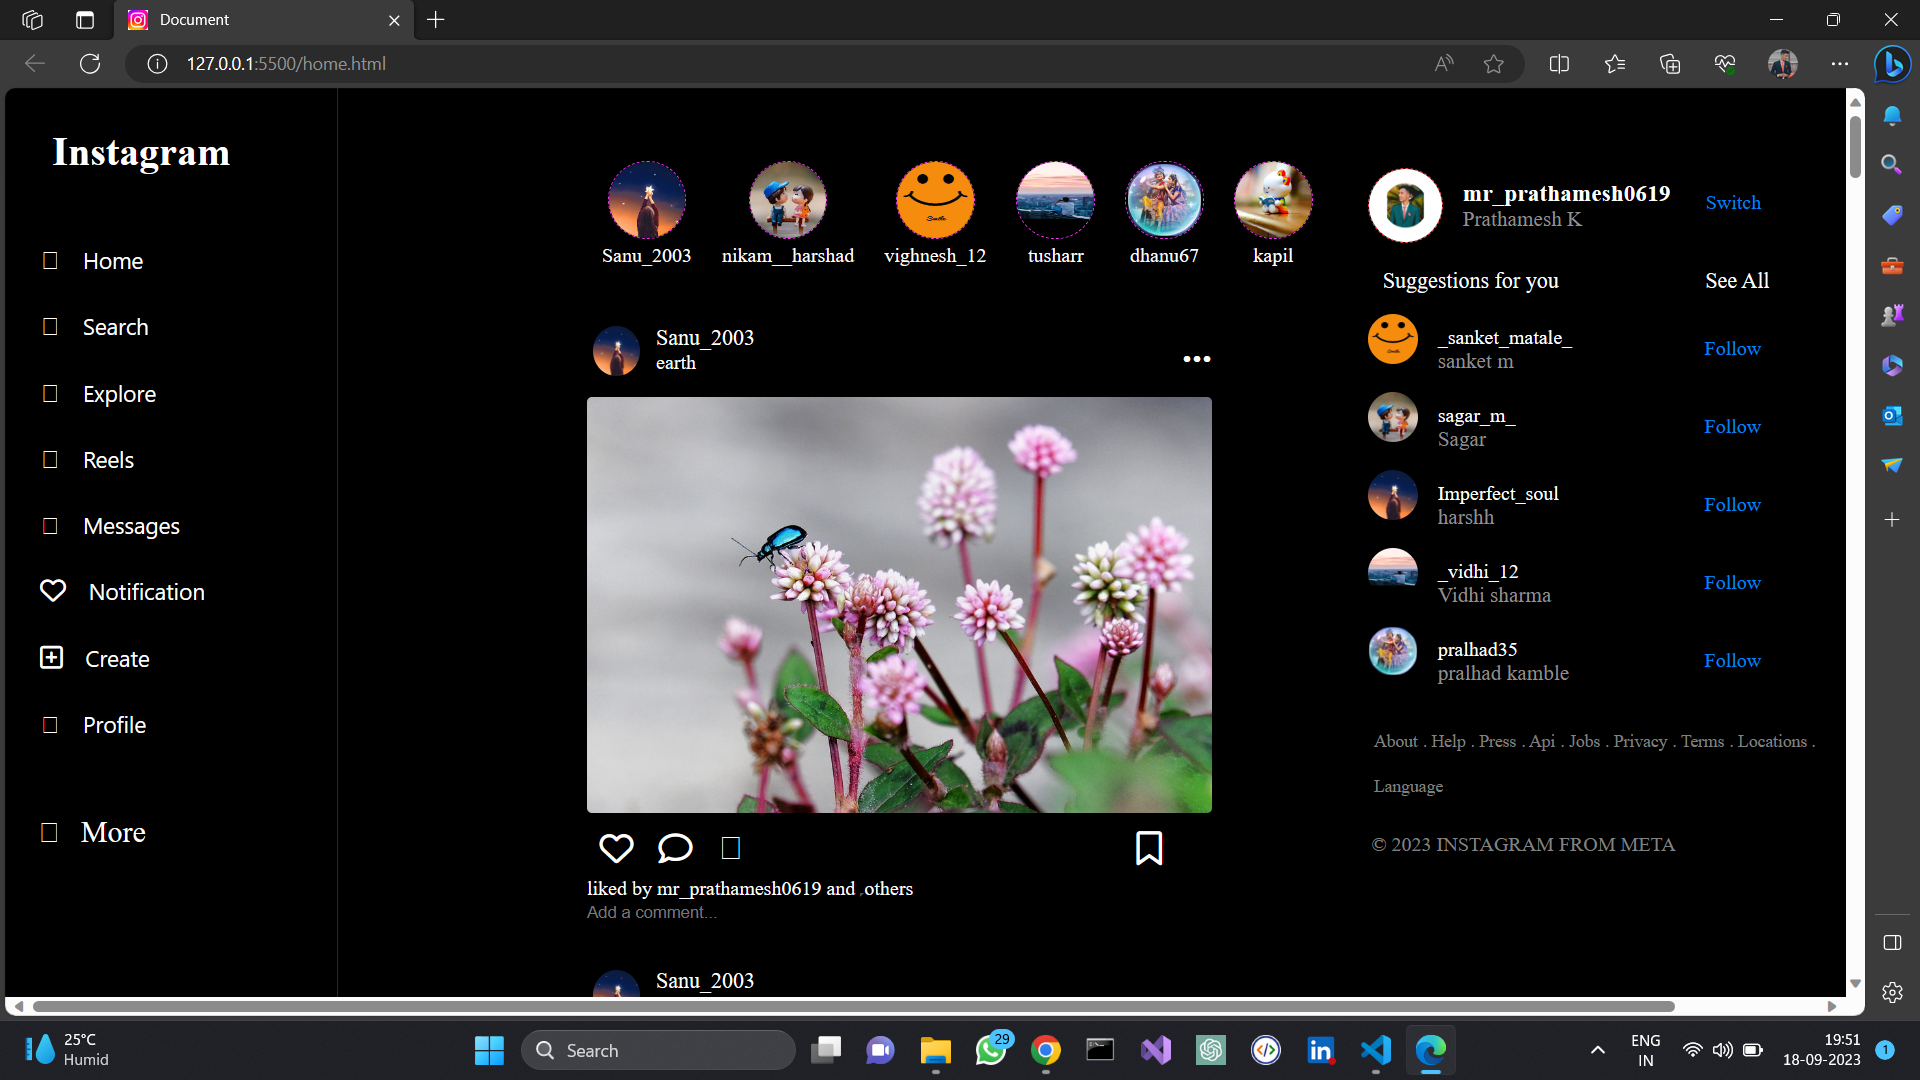 Document
127.0.0.1:5500/home.html
Instagram
Home
Search
Explore
Reels
Messages
Notification
Create
Profile
More
Sanu_2003
nikam__harshad
vighnesh_12
tusharr
dhanu67
kapil
Sanu_2003
earth
liked by mr_prathamesh0619 and others
Add a comment...
Sanu_2003
mr_prathamesh0619
Prathamesh K
Switch
Suggestions for you
See All
_sanket_matale_
sanket m
Follow
sagar_m_
Sagar
Follow
Imperfect_soul
harshh
Follow
_vidhi_12
Vidhi sharma
Follow
pralhad35
pralhad kamble
Follow
About . Help . Press . Api . Jobs . Privacy . Terms . Locations .
Language
© 2023 INSTAGRAM FROM META
25°C
Humid
Search
29
ENG
IN
19:51
18-09-2023
1